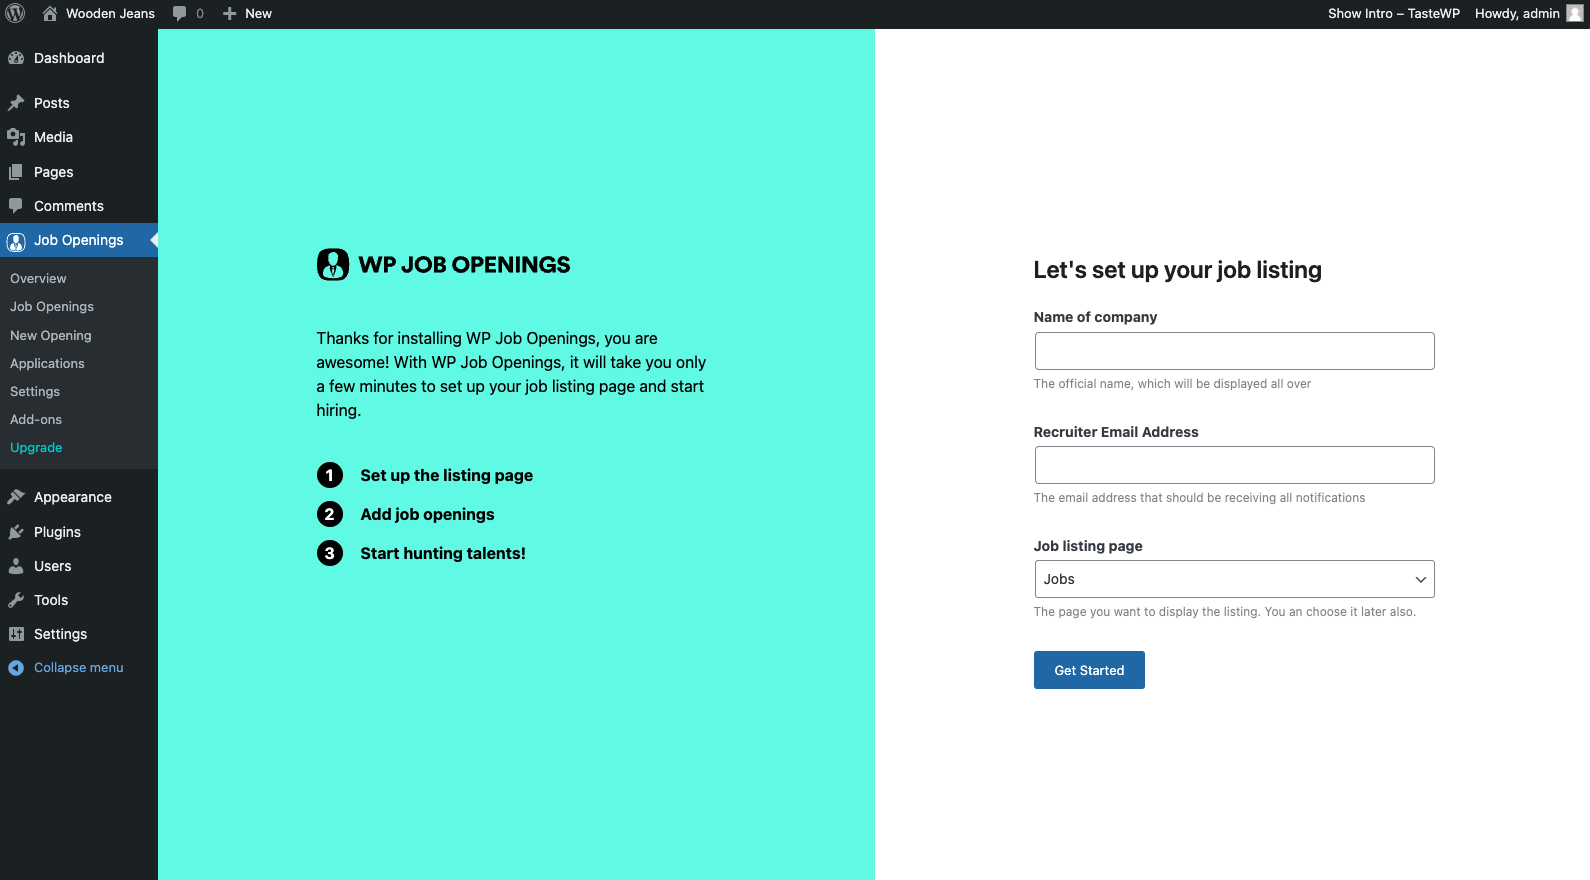 Wooden Jeans
0
New
Show Intro – TasteWP
Howdy, admin
Dashboard
Posts
Media
Pages
Comments
Job Openings
Overview
Job Openings
New Opening
Applications
Settings
Add-ons
Upgrade
Appearance
Plugins
Users
Tools
Settings
Collapse menu
WP JOB OPENINGS
Thanks for installing WP Job Openings, you are
awesome! With WP Job Openings, it will take you only
a few minutes to set up your job listing page and start
hiring.
1 Set up the listing page
2 Add job openings
3 Start hunting talents!
Let's set up your job listing
Name of company
The official name, which will be displayed all over
Recruiter Email Address
The email address that should be receiving all notifications
Job listing page
Jobs
The page you want to display the listing. You an choose it later also.
Get Started